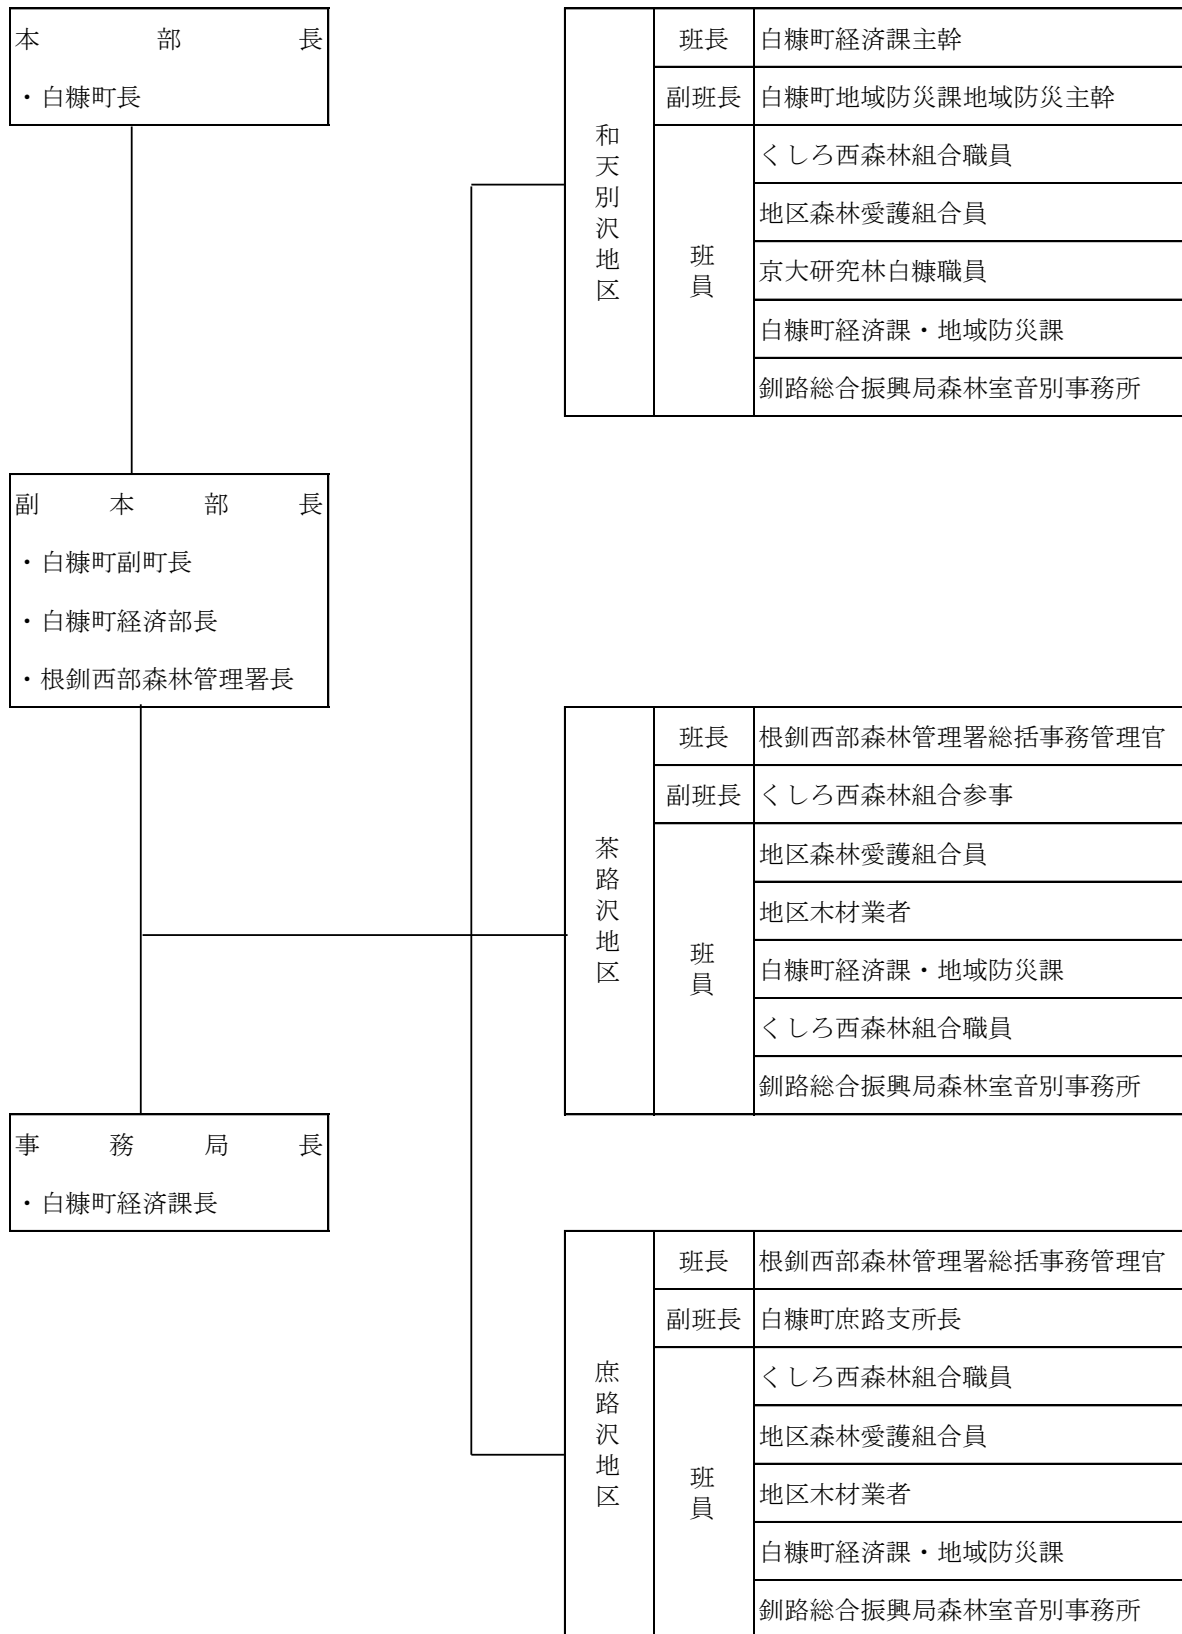 本部長
・白糠町長
副本部長
・白糠町副町長
・白糠町経済部長
・根釧西部森林管理署長
事務局長
・白糠町経済課長
和天別沢地区
班長 白糠町経済課主幹
副班長 白糠町地域防災課地域防災主幹
班員
くしろ西森林組合職員
地区森林愛護組合員
京大研究林白糠職員
白糠町経済課・地域防災課
釧路総合振興局森林室音別事務所
茶路沢地区
班長 根釧西部森林管理署総括事務管理官
副班長 くしろ西森林組合参事
班員
地区森林愛護組合員
地区木材業者
白糠町経済課・地域防災課
くしろ西森林組合職員
釧路総合振興局森林室音別事務所
庶路沢地区
班長 根釧西部森林管理署総括事務管理官
副班長 白糠町庶路支所長
班員
くしろ西森林組合職員
地区森林愛護組合員
地区木材業者
白糠町経済課・地域防災課
釧路総合振興局森林室音別事務所